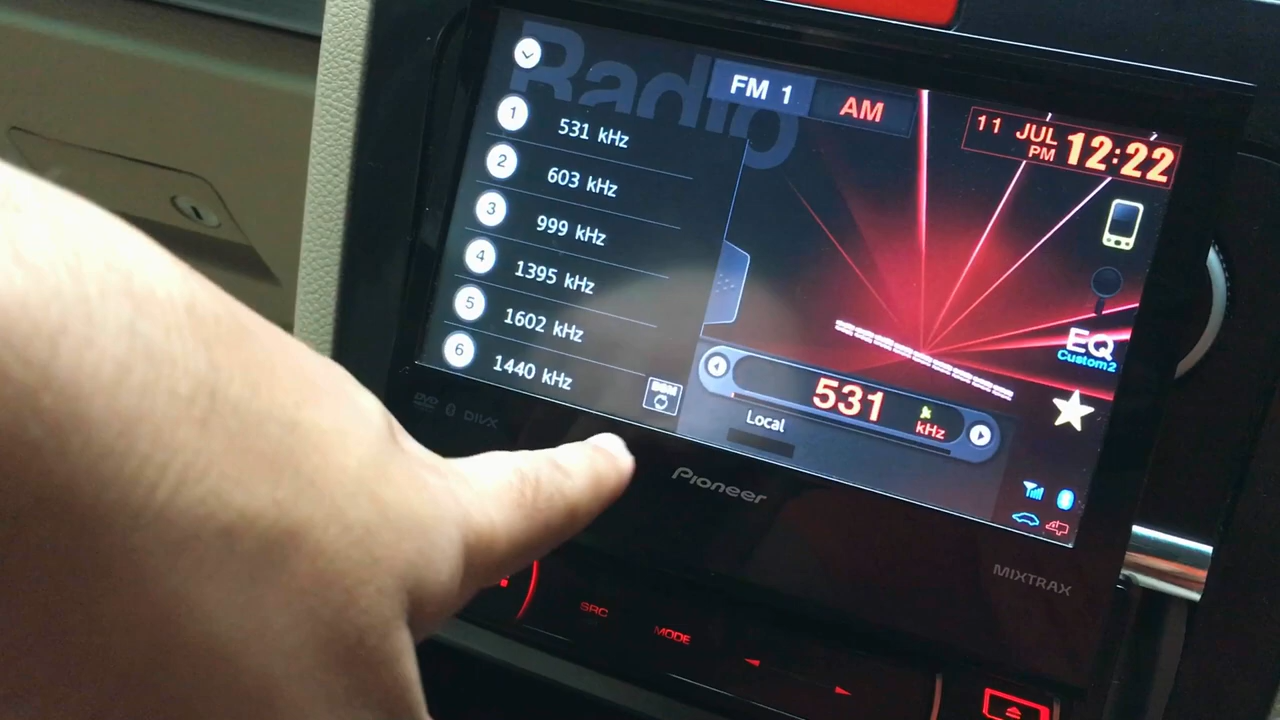 Radio
FM 1
AM
11 JUL
PM 12:22
1 531 kHz
2 603 kHz
3 999 kHz
4 1395 kHz
5 1602 kHz
6 1440 kHz
BSM
EQ
Custom2
531 kHz
Local
DVD DIVX
Pioneer
MIXTRAX
SRC
MODE